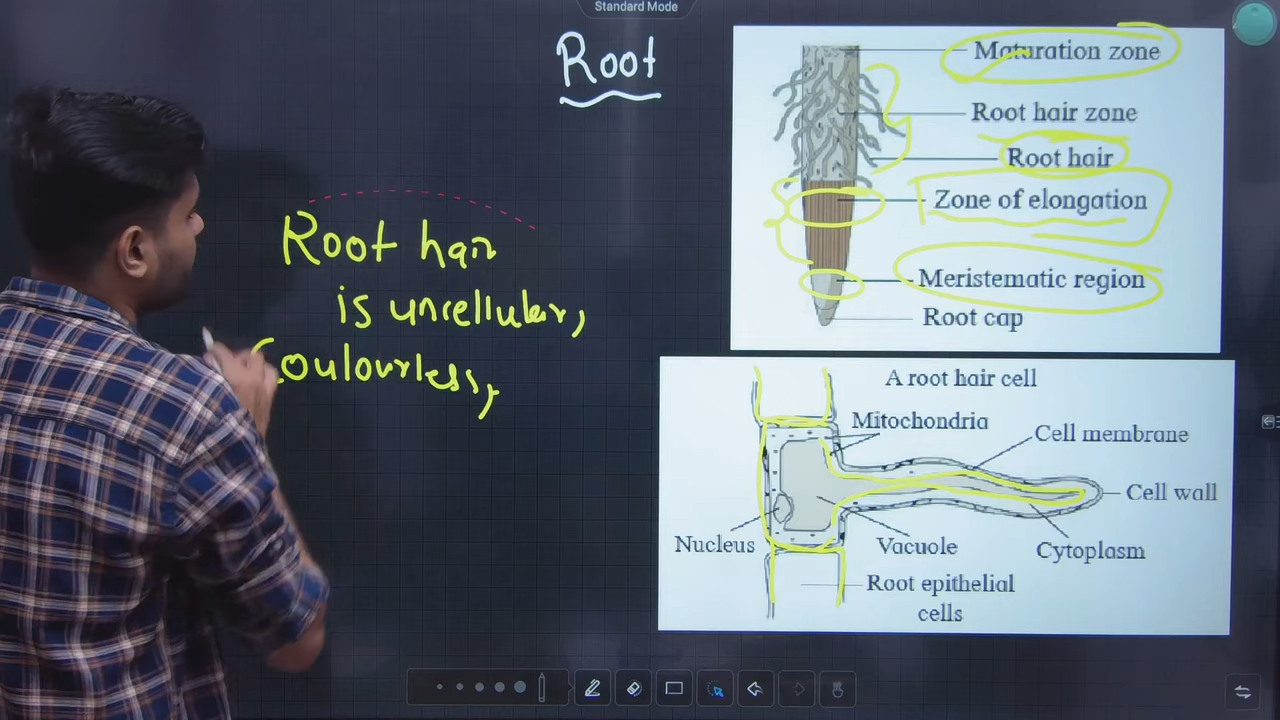 Standard Mode
Root
Maturation zone
Root hair zone
Root hair
Zone of elongation
Meristematic region
Root cap
Root hair
is unicellular,
Coulourless,
A root hair cell
Mitochondria
Cell membrane
Cell wall
Nucleus
Vacuole
Cytoplasm
Root epithelial
cells